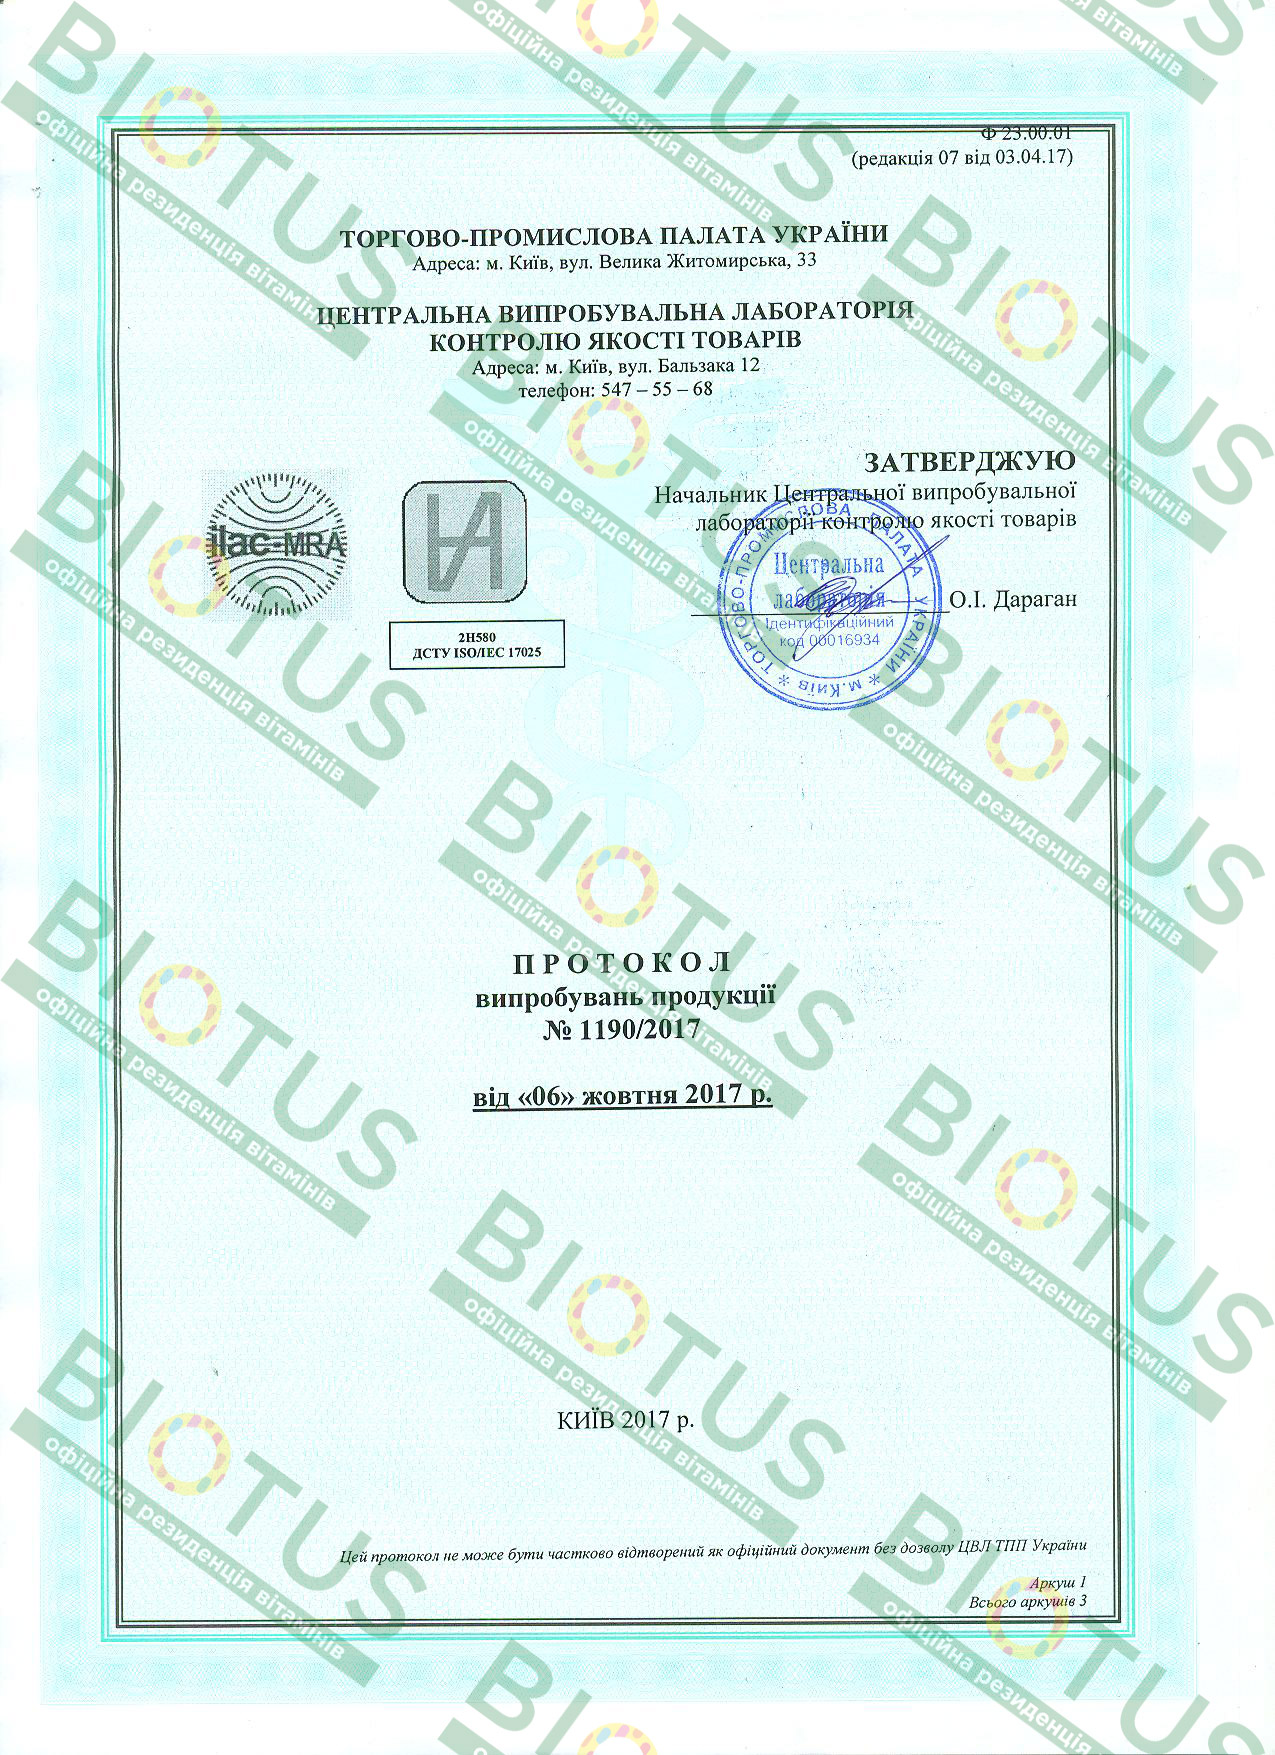 Ф 23.00.01
(редакція 07 від 03.04.17)
ТОРГОВО-ПРОМИСЛОВА ПАЛАТА УКРАЇНИ
Адреса: м. Київ, вул. Велика Житомирська, 33
ЦЕНТРАЛЬНА ВИПРОБУВАЛЬНА ЛАБОРАТОРІЯ
КОНТРОЛЮ ЯКОСТІ ТОВАРІВ
Адреса: м. Київ, вул. Бальзака 12
телефон: 547 – 55 – 68
ЗАТВЕРДЖУЮ
Начальник Центральної випробувальної
лабораторії контролю якості товарів
О.І. Дараган
ilac-MRA
2Н580
ДСТУ ISO/IEC 17025
ТОРГОВО-ПРОМИСЛОВА ПАЛАТА УКРАЇНИ * м.Київ *
Центральна
лабораторія
Ідентифікаційний
код 00016934
П Р О Т О К О Л
випробувань продукції
№ 1190/2017
від «06» жовтня 2017 р.
КИЇВ 2017 р.
Цей протокол не може бути частково відтворений як офіційний документ без дозволу ЦВЛ ТПП України
Аркуш 1
Всього аркушів 3
BIOTUS
офіційна резиденція вітамінів